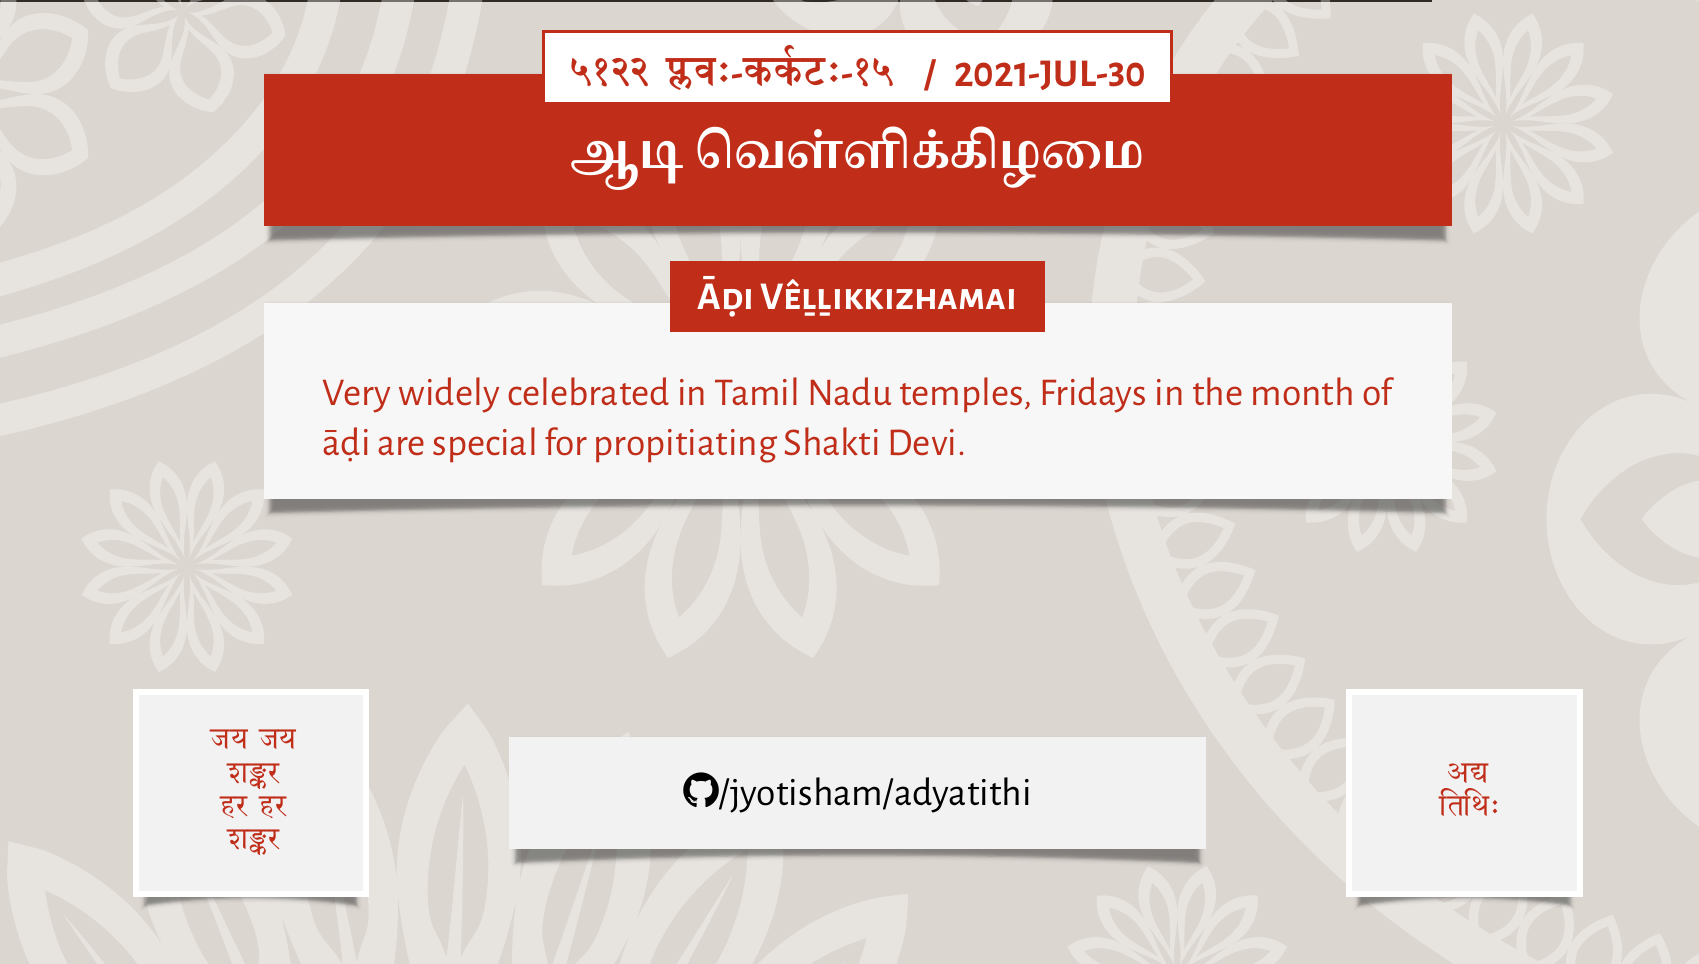 ५१२२ प्लवः-कर्कटः-१५ / 2021-JUL-30
ஆடி வெள்ளிக்கிழமை
Āḍi Vêḻḻikkizhamai
Very widely celebrated in Tamil Nadu temples, Fridays in the month of
āḍi are special for propitiating Shakti Devi.
जय जय
शङ्कर
हर हर
शङ्कर
/jyotisham/adyatithi
अद्य
तिथिः